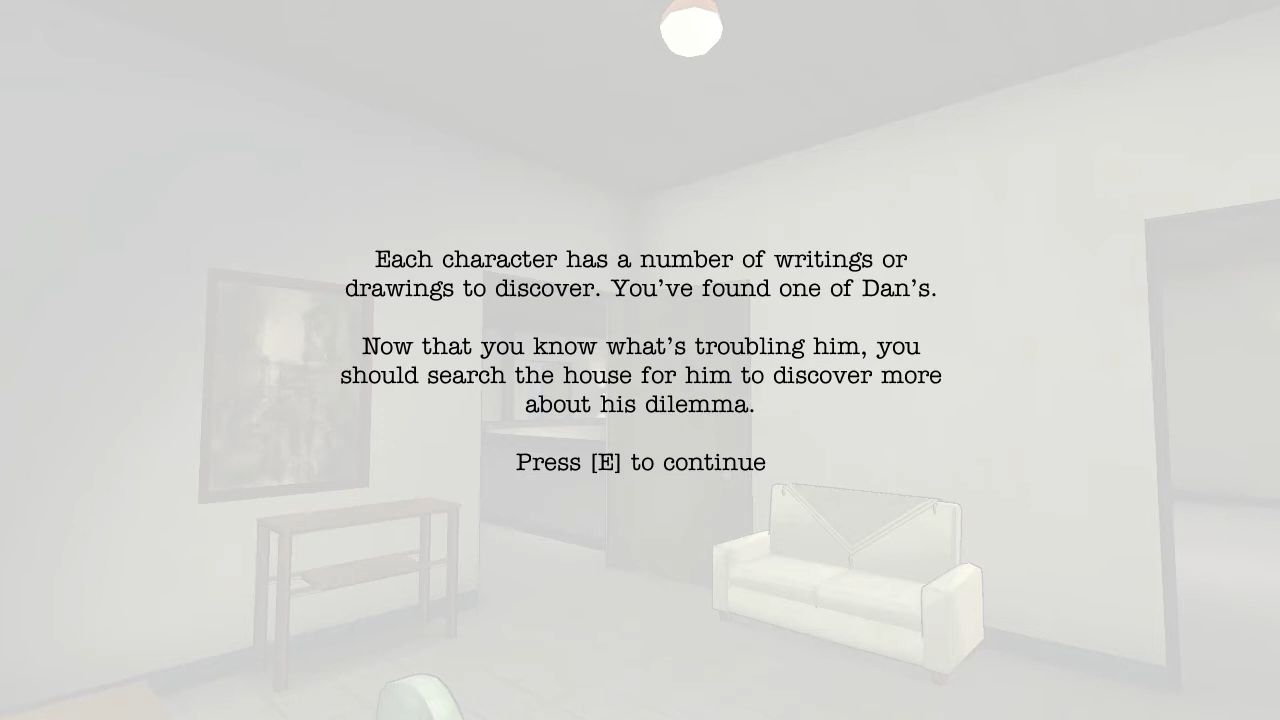 Each character has a number of writings or
drawings to discover. You've found one of Dan's.
Now that you know what's troubling him, you
should search the house for him to discover more
about his dilemma.
Press [E] to continue